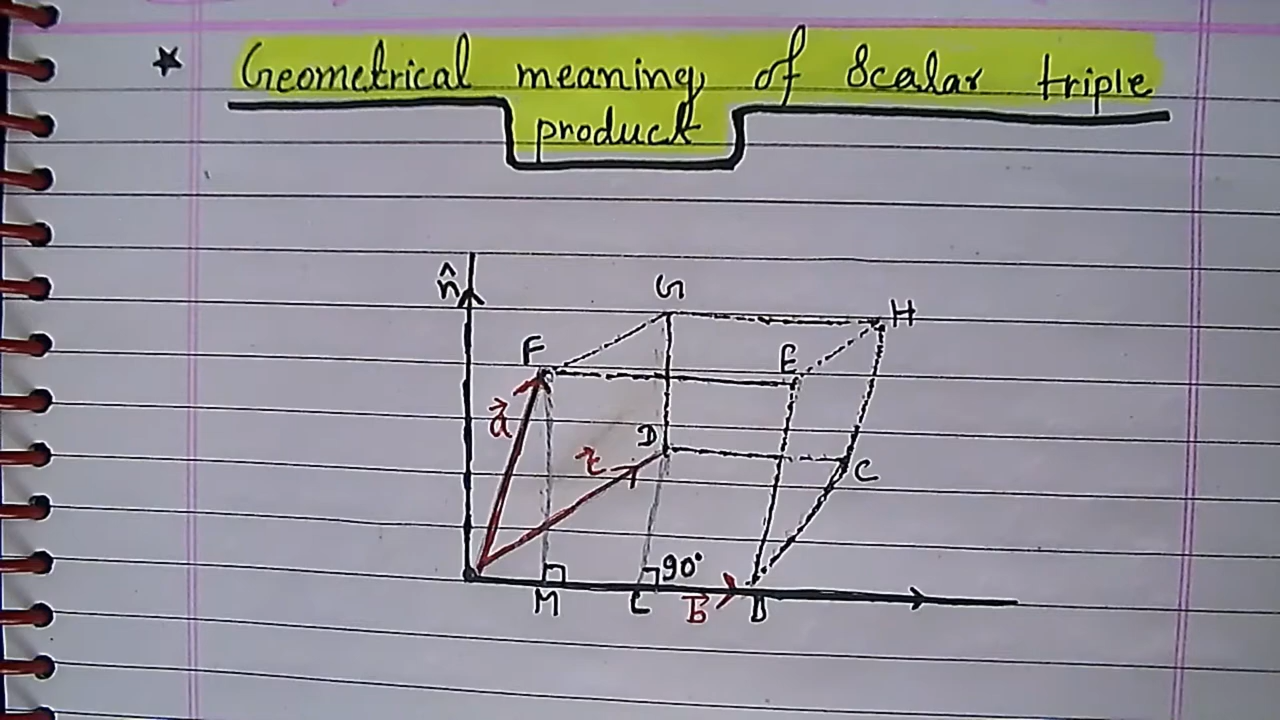 ★ Geometrical meaning of Scalar triple
product
n̂
G
H
F
E
a⃗
D
c⃗
C
90°
M
L
b⃗
B